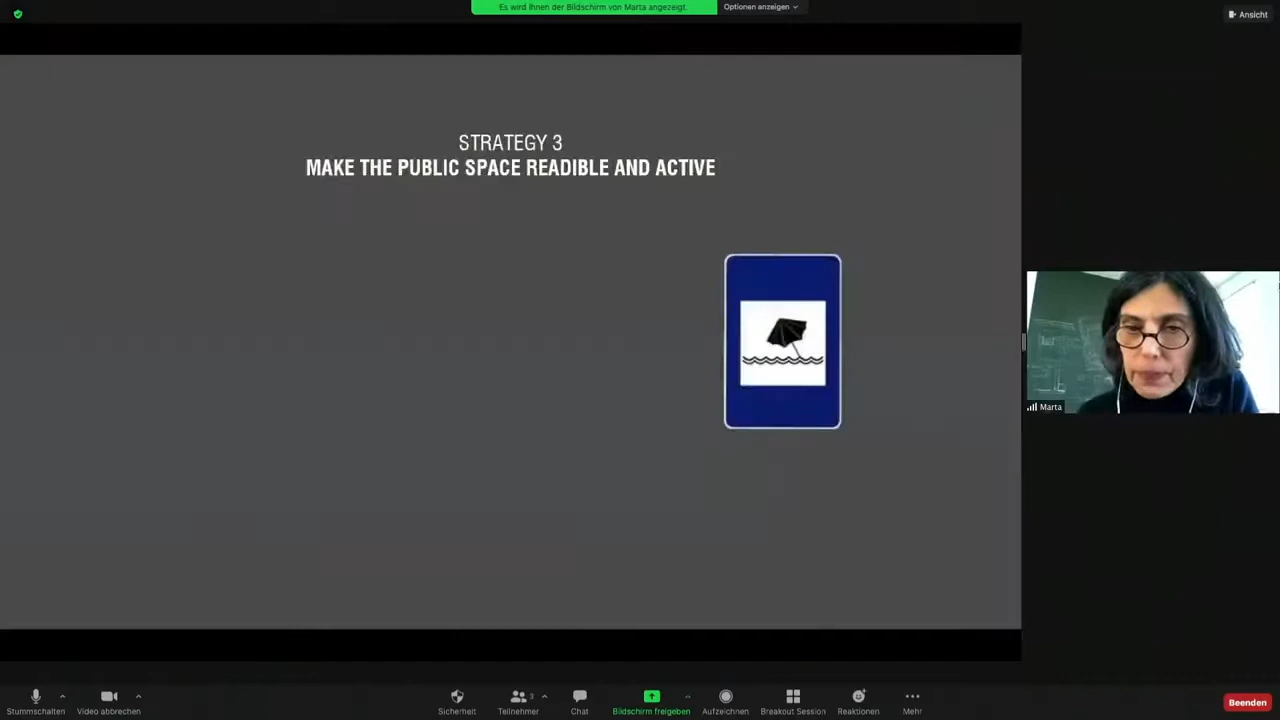 Es wird Ihnen der Bildschirm von Marta angezeigt.
Optionen anzeigen
Ansicht
STRATEGY 3
MAKE THE PUBLIC SPACE READIBLE AND ACTIVE
Marta
Stummschalten
Video abbrechen
Sicherheit
Teilnehmer
3
Chat
Bildschirm freigeben
Aufzeichnen
Breakout Session
Reaktionen
Mehr
Beenden